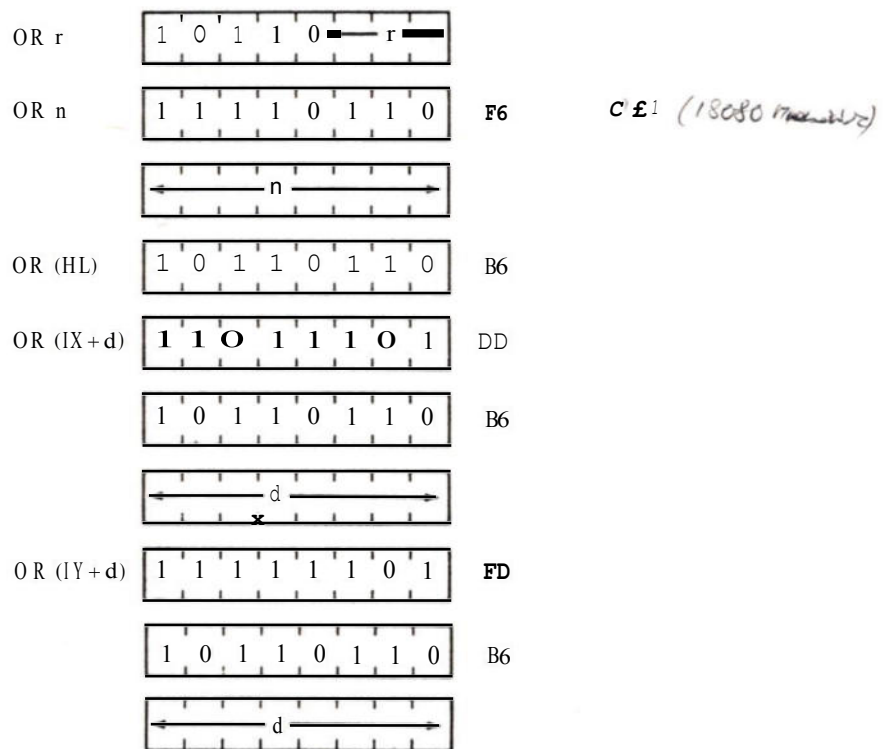 OR r 1 0 1 1 0 r
OR n 1 1 1 1 0 1 1 0 F6 C £1 (18080
n
OR (HL) 1 0 1 1 0 1 1 0 B6
OR (IX+d) 1 1 0 1 1 1 0 1 DD
1 0 1 1 0 1 1 0 B6
d
x
OR (IY+d) 1 1 1 1 1 1 0 1 FD
1 0 1 1 0 1 1 0 B6
d